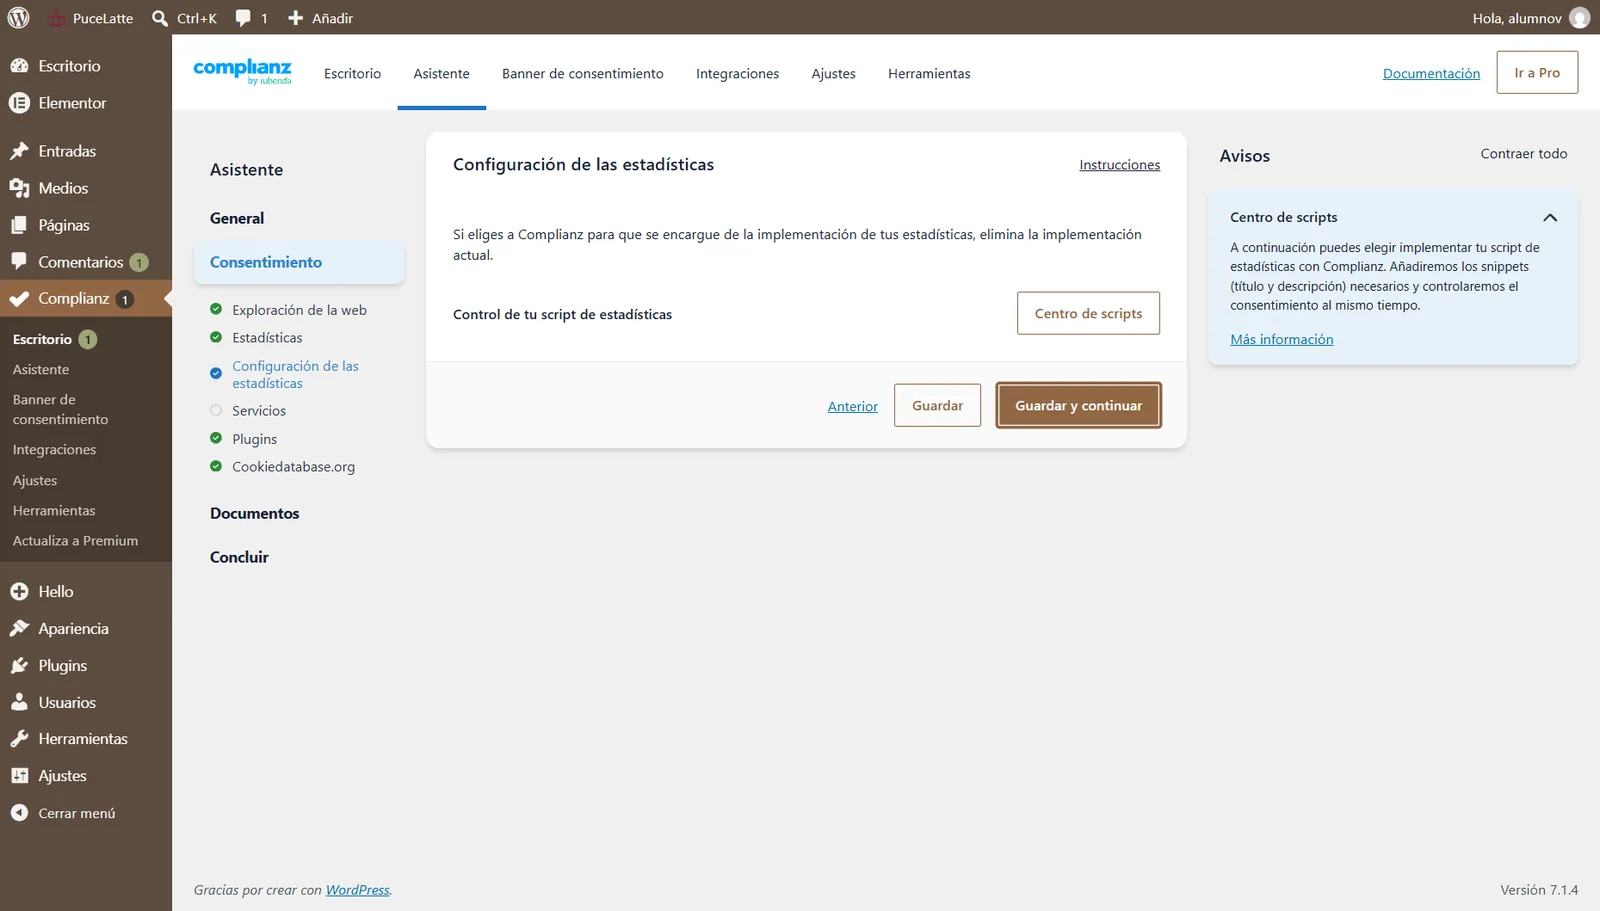 PuceLatte
Ctrl+K
1
Añadir
Hola, alumnov
Escritorio
Elementor
Entradas
Medios
Páginas
Comentarios 1
Complianz 1
Escritorio 1
Asistente
Banner de
consentimiento
Integraciones
Ajustes
Herramientas
Actualiza a Premium
Hello
Apariencia
Plugins
Usuarios
Herramientas
Ajustes
Cerrar menú
complianz
by iubenda
Escritorio
Asistente
Banner de consentimiento
Integraciones
Ajustes
Herramientas
Documentación
Ir a Pro
Asistente
General
Consentimiento
Exploración de la web
Estadísticas
Configuración de las
estadísticas
Servicios
Plugins
Cookiedatabase.org
Documentos
Concluir
Configuración de las estadísticas
Instrucciones
Si eliges a Complianz para que se encargue de la implementación de tus estadísticas, elimina la implementación
actual.
Control de tu script de estadísticas
Centro de scripts
Anterior
Guardar
Guardar y continuar
Avisos
Contraer todo
Centro de scripts
A continuación puedes elegir implementar tu script de
estadísticas con Complianz. Añadiremos los snippets
(título y descripción) necesarios y controlaremos el
consentimiento al mismo tiempo.
Más información
Gracias por crear con WordPress.
Versión 7.1.4